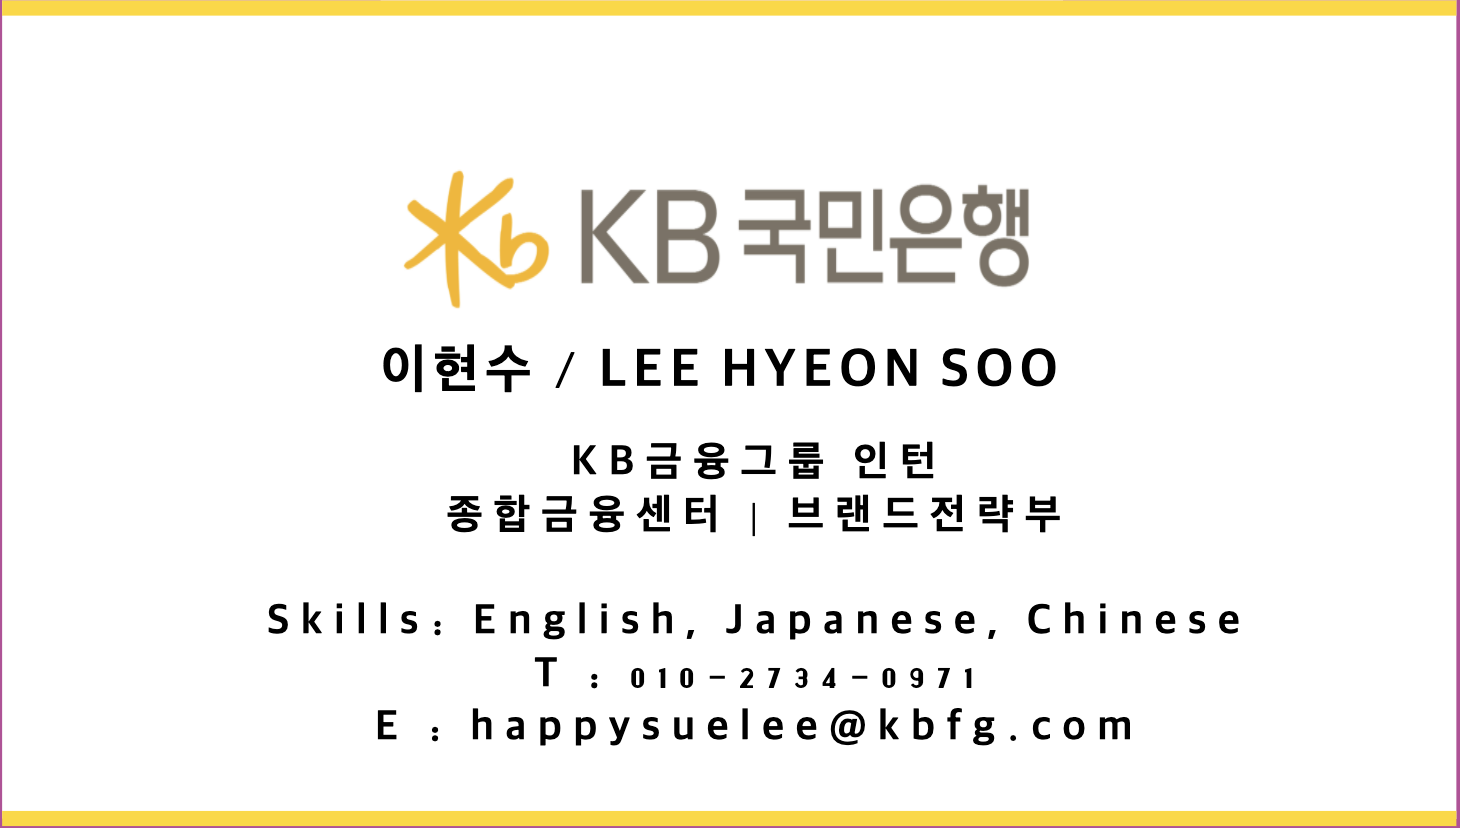 KB국민은행
이현수 / LEE HYEON SOO
KB금융그룹 인턴
종합금융센터 | 브랜드전략부
Skills: English, Japanese, Chinese
T : 010-2734-0971
E : happysuelee@kbfg.com